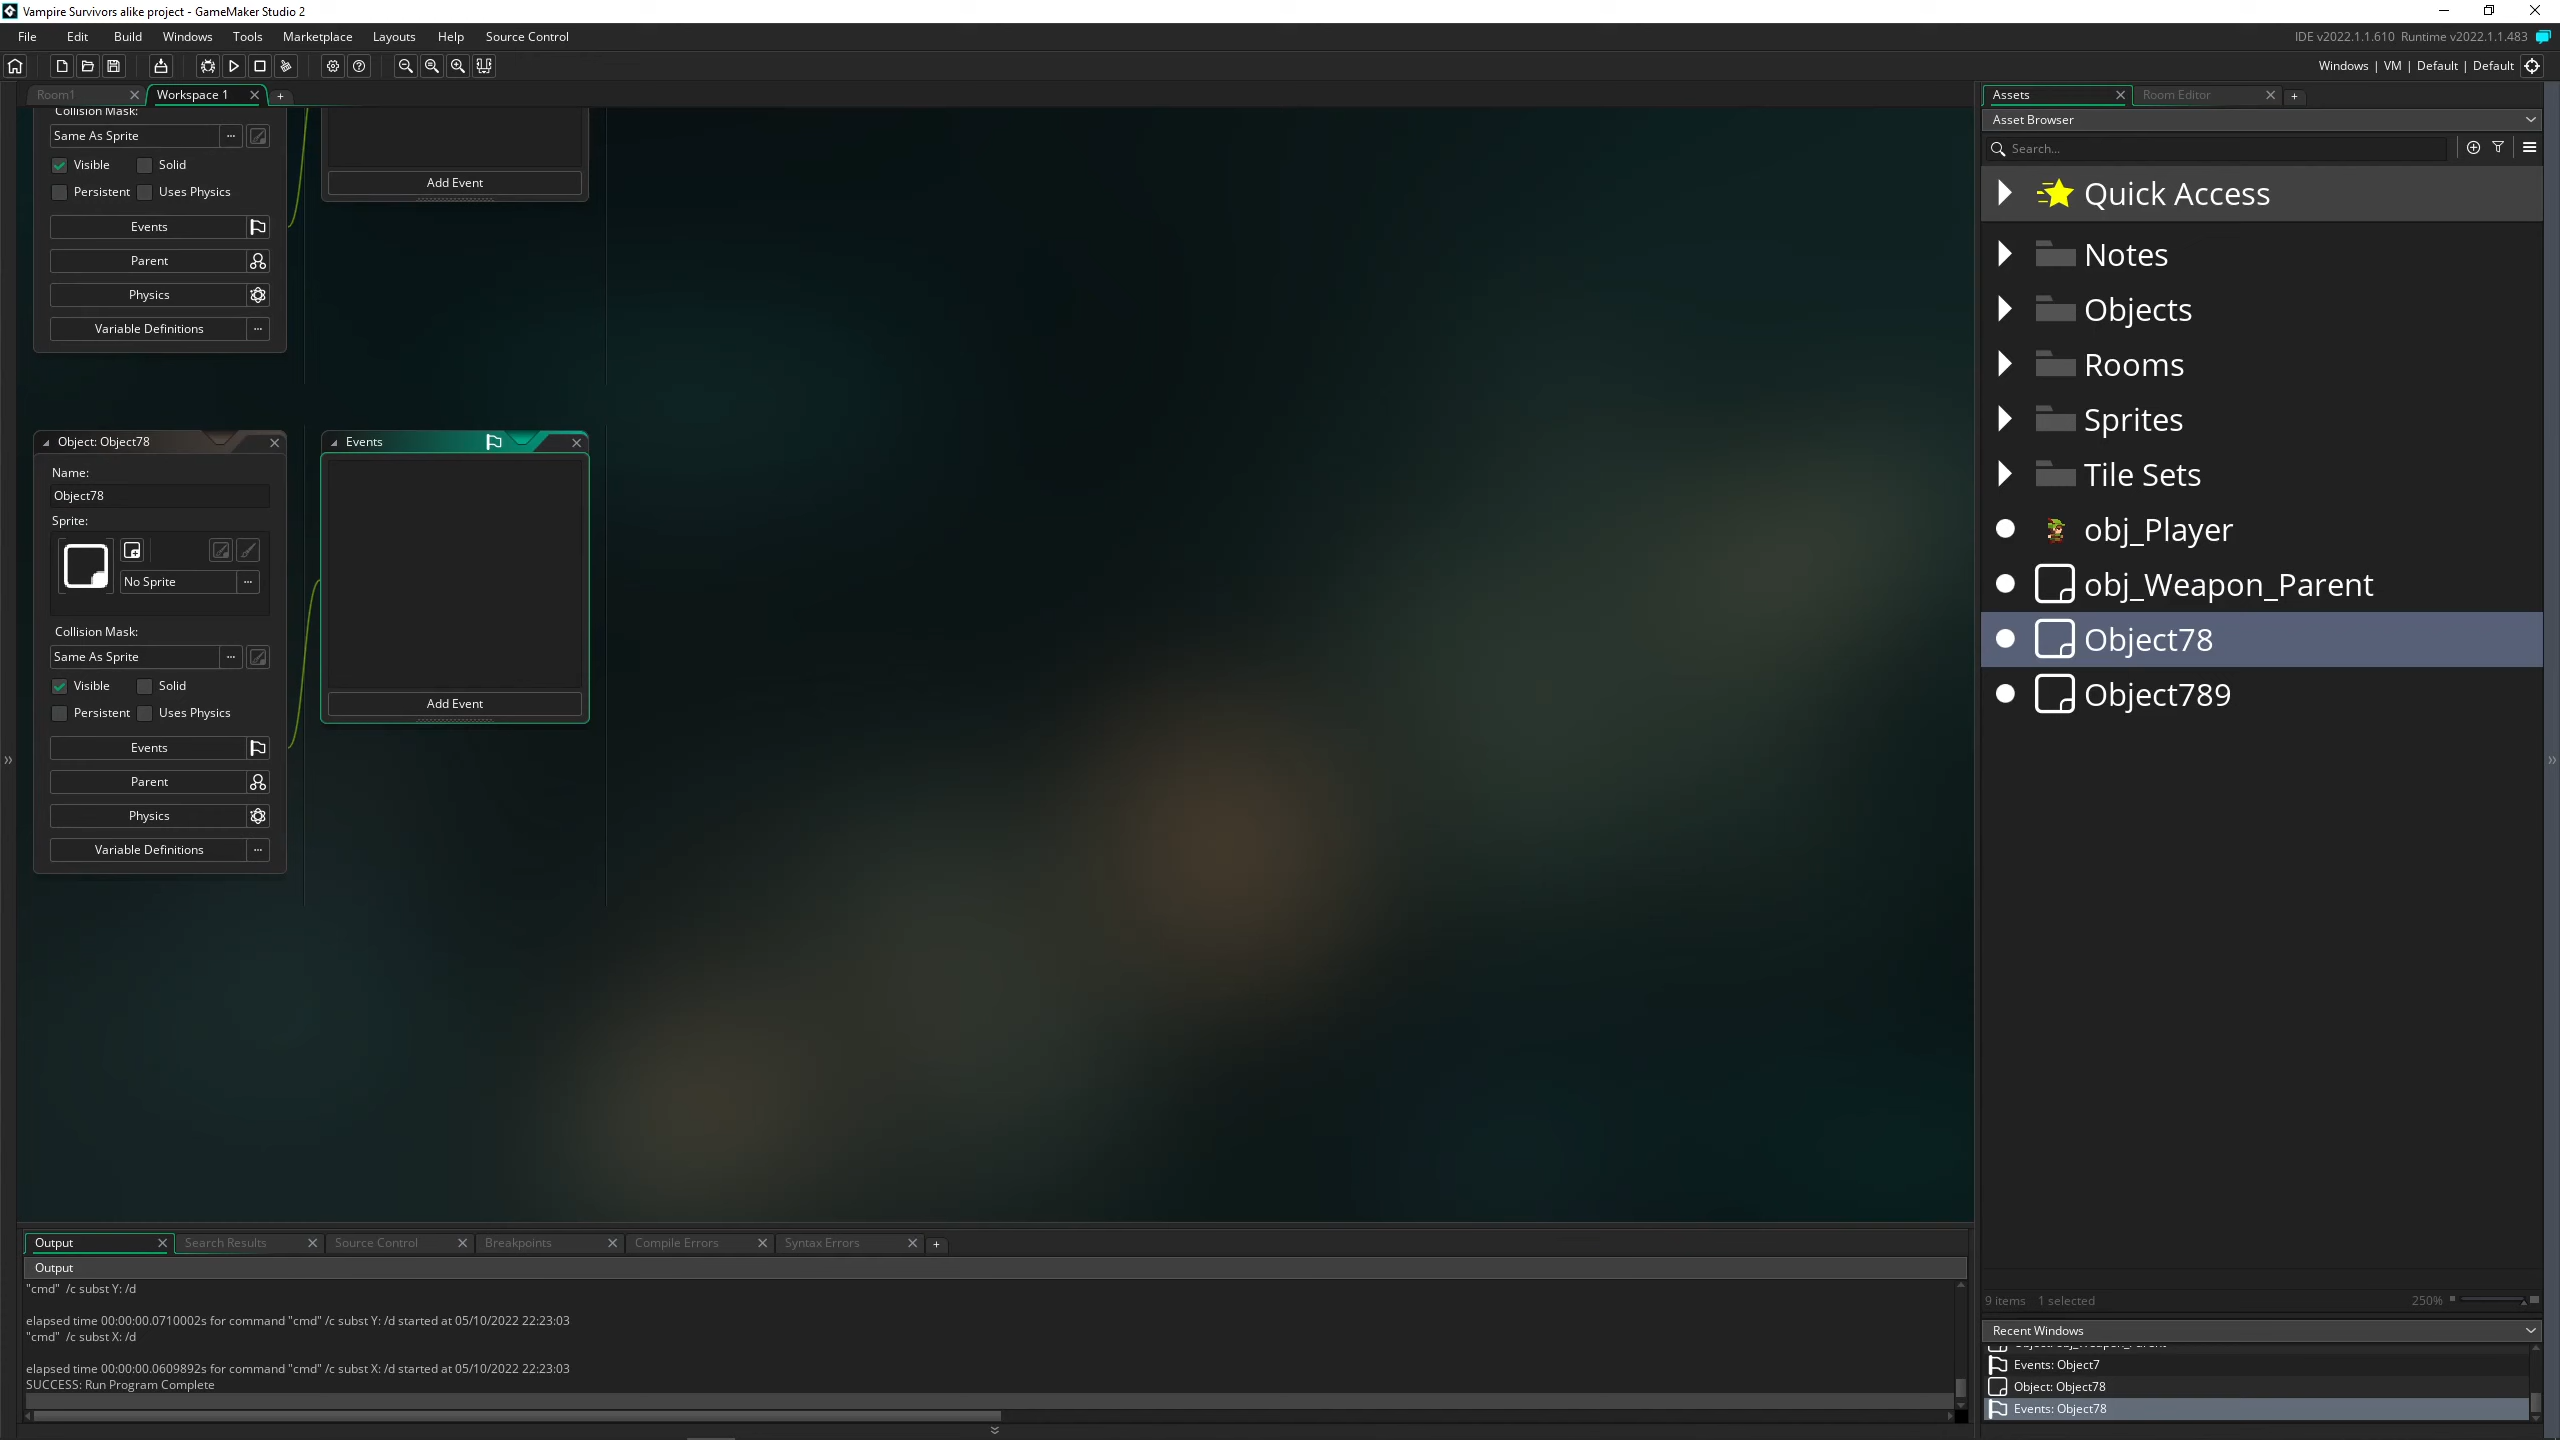 Vampire Survivors alike project - GameMaker Studio 2
File Edit Build Windows Tools Marketplace Layouts Help Source Control
IDE v2022.1.1.610 Runtime v2022.1.1.483
Windows | VM | Default | Default
Room1
Workspace 1
Collision Mask:
Same As Sprite
Visible Solid
Persistent Uses Physics
Events
Parent
Physics
Variable Definitions
Add Event
Object: Object78
Name:
Object78
Sprite:
No Sprite
Collision Mask:
Same As Sprite
Visible Solid
Persistent Uses Physics
Events
Parent
Physics
Variable Definitions
Events
Add Event
Assets
Room Editor
Asset Browser
Search...
Quick Access
Notes
Objects
Rooms
Sprites
Tile Sets
obj_Player
obj_Weapon_Parent
Object78
Object789
9 items 1 selected
250%
Recent Windows
Object: obj_Weapon_Parent
Events: Object7
Object: Object78
Events: Object78
Output Search Results Source Control Breakpoints Compile Errors Syntax Errors
Output
"cmd" /c subst Y: /d
elapsed time 00:00:00.0710002s for command "cmd" /c subst Y: /d started at 05/10/2022 22:23:03
"cmd" /c subst X: /d
elapsed time 00:00:00.0609892s for command "cmd" /c subst X: /d started at 05/10/2022 22:23:03
SUCCESS: Run Program Complete